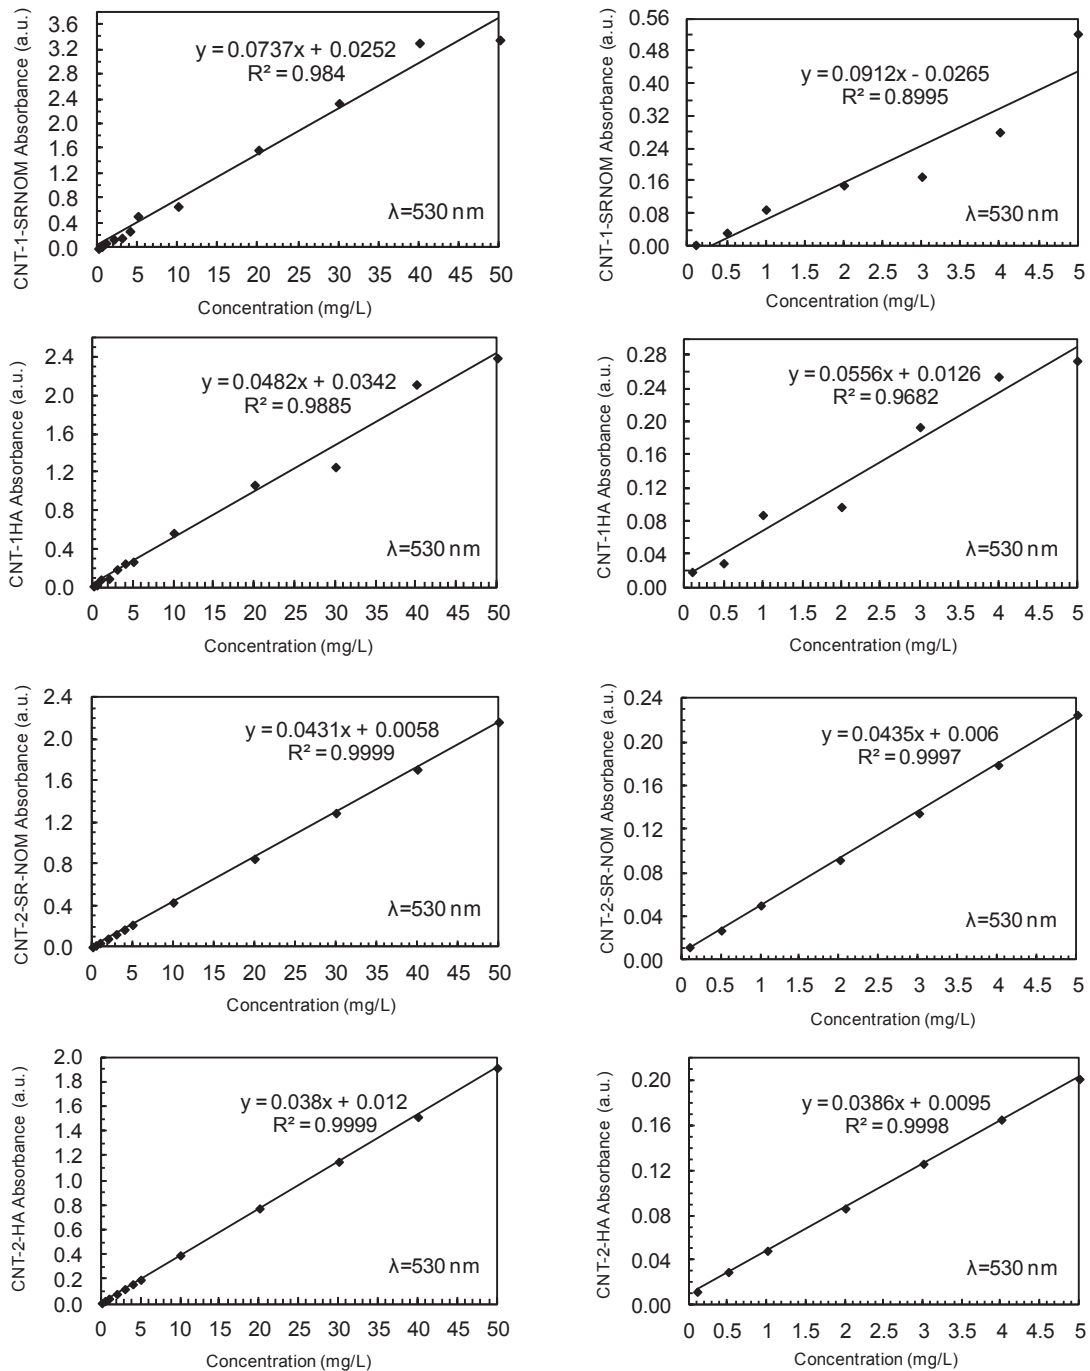 CNT-1-SRNOM Absorbance (a.u.)
3.6
3.2
2.8
2.4
2.0
1.6
1.2
0.8
0.4
0.0
y = 0.0737x + 0.0252
R² = 0.984
λ=530 nm
0 5 10 15 20 25 30 35 40 45 50
Concentration (mg/L)
CNT-1-SRNOM Absorbance (a.u.)
0.56
0.48
0.40
0.32
0.24
0.16
0.08
0.00
y = 0.0912x - 0.0265
R² = 0.8995
λ=530 nm
0 0.5 1 1.5 2 2.5 3 3.5 4 4.5 5
Concentration (mg/L)
CNT-1HA Absorbance (a.u.)
2.4
2.0
1.6
1.2
0.8
0.4
0.0
y = 0.0482x + 0.0342
R² = 0.9885
λ=530 nm
0 5 10 15 20 25 30 35 40 45 50
Concentration (mg/L)
CNT-1HA Absorbance (a.u.)
0.28
0.24
0.20
0.16
0.12
0.08
0.04
0.00
y = 0.0556x + 0.0126
R² = 0.9682
λ=530 nm
0 0.5 1 1.5 2 2.5 3 3.5 4 4.5 5
Concentration (mg/L)
CNT-2-SR-NOM Absorbance (a.u.)
2.4
2.0
1.6
1.2
0.8
0.4
0.0
y = 0.0431x + 0.0058
R² = 0.9999
λ=530 nm
0 5 10 15 20 25 30 35 40 45 50
Concentration (mg/L)
CNT-2-SR-NOM Absorbance (a.u.)
0.24
0.20
0.16
0.12
0.08
0.04
0.00
y = 0.0435x + 0.006
R² = 0.9997
λ=530 nm
0 0.5 1 1.5 2 2.5 3 3.5 4 4.5 5
Concentration (mg/L)
CNT-2-HA Absorbance (a.u.)
2.0
1.8
1.6
1.4
1.2
1.0
0.8
0.6
0.4
0.2
0.0
y = 0.038x + 0.012
R² = 0.9999
λ=530 nm
0 5 10 15 20 25 30 35 40 45 50
Concentration (mg/L)
CNT-2-HA Absorbance (a.u.)
0.20
0.16
0.12
0.08
0.04
0.00
y = 0.0386x + 0.0095
R² = 0.9998
λ=530 nm
0 0.5 1 1.5 2 2.5 3 3.5 4 4.5 5
Concentration (mg/L)